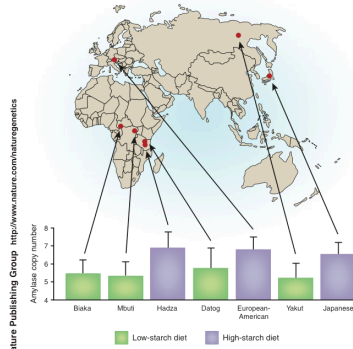 ture Publishing Group http://www.nature.com/naturegenetics
Amylase copy number
8
7
6
5
4
Biaka
Mbuti
Hadza
Datog
European-
American
Yakut
Japanese
Low-starch diet
High-starch diet